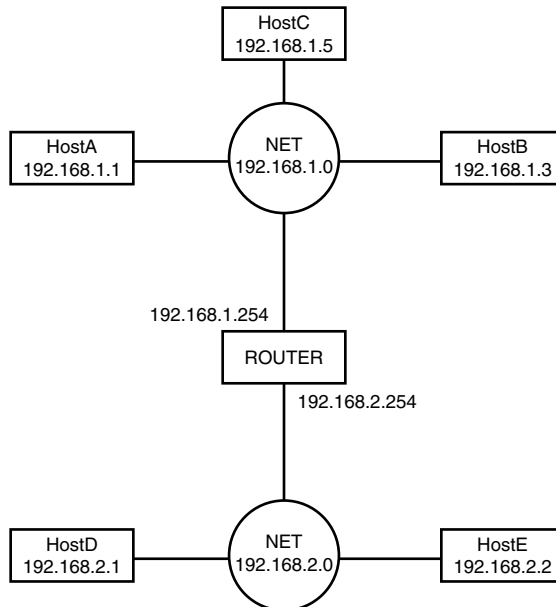 HostC
192.168.1.5
HostA
192.168.1.1
NET
192.168.1.0
HostB
192.168.1.3
192.168.1.254
ROUTER
192.168.2.254
HostD
192.168.2.1
NET
192.168.2.0
HostE
192.168.2.2